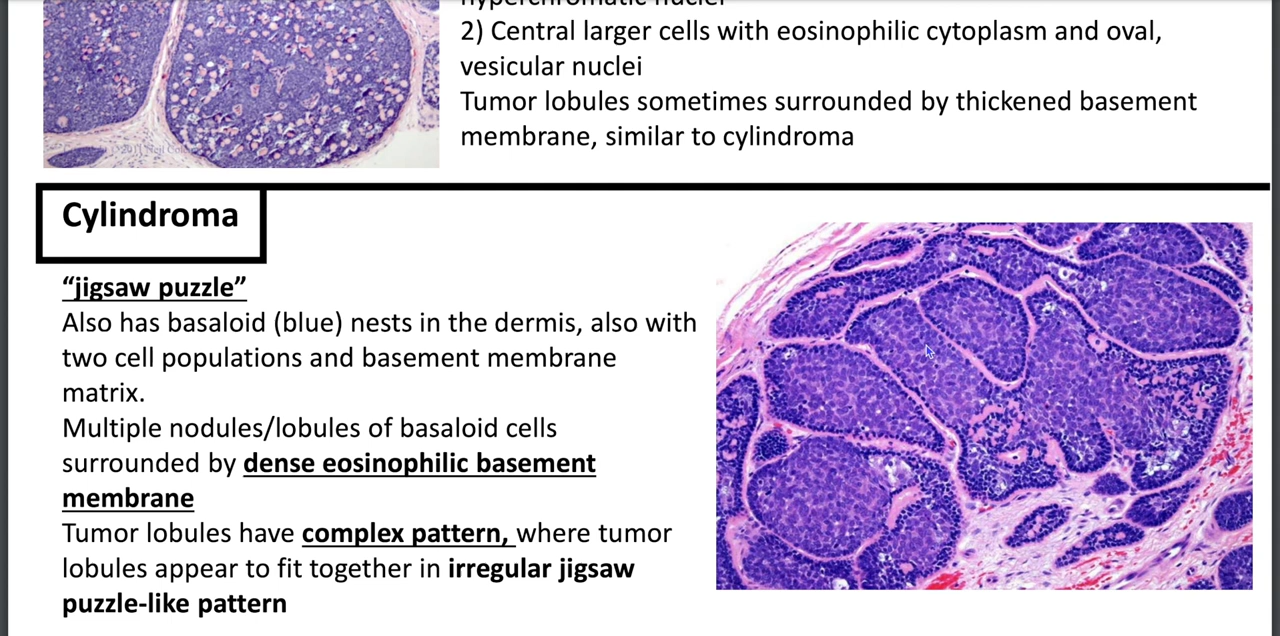 hyperchromatic nuclei
2) Central larger cells with eosinophilic cytoplasm and oval,
vesicular nuclei
Tumor lobules sometimes surrounded by thickened basement
membrane, similar to cylindroma
Cylindroma
“jigsaw puzzle”
Also has basaloid (blue) nests in the dermis, also with
two cell populations and basement membrane
matrix.
Multiple nodules/lobules of basaloid cells
surrounded by dense eosinophilic basement
membrane
Tumor lobules have complex pattern, where tumor
lobules appear to fit together in irregular jigsaw
puzzle-like pattern